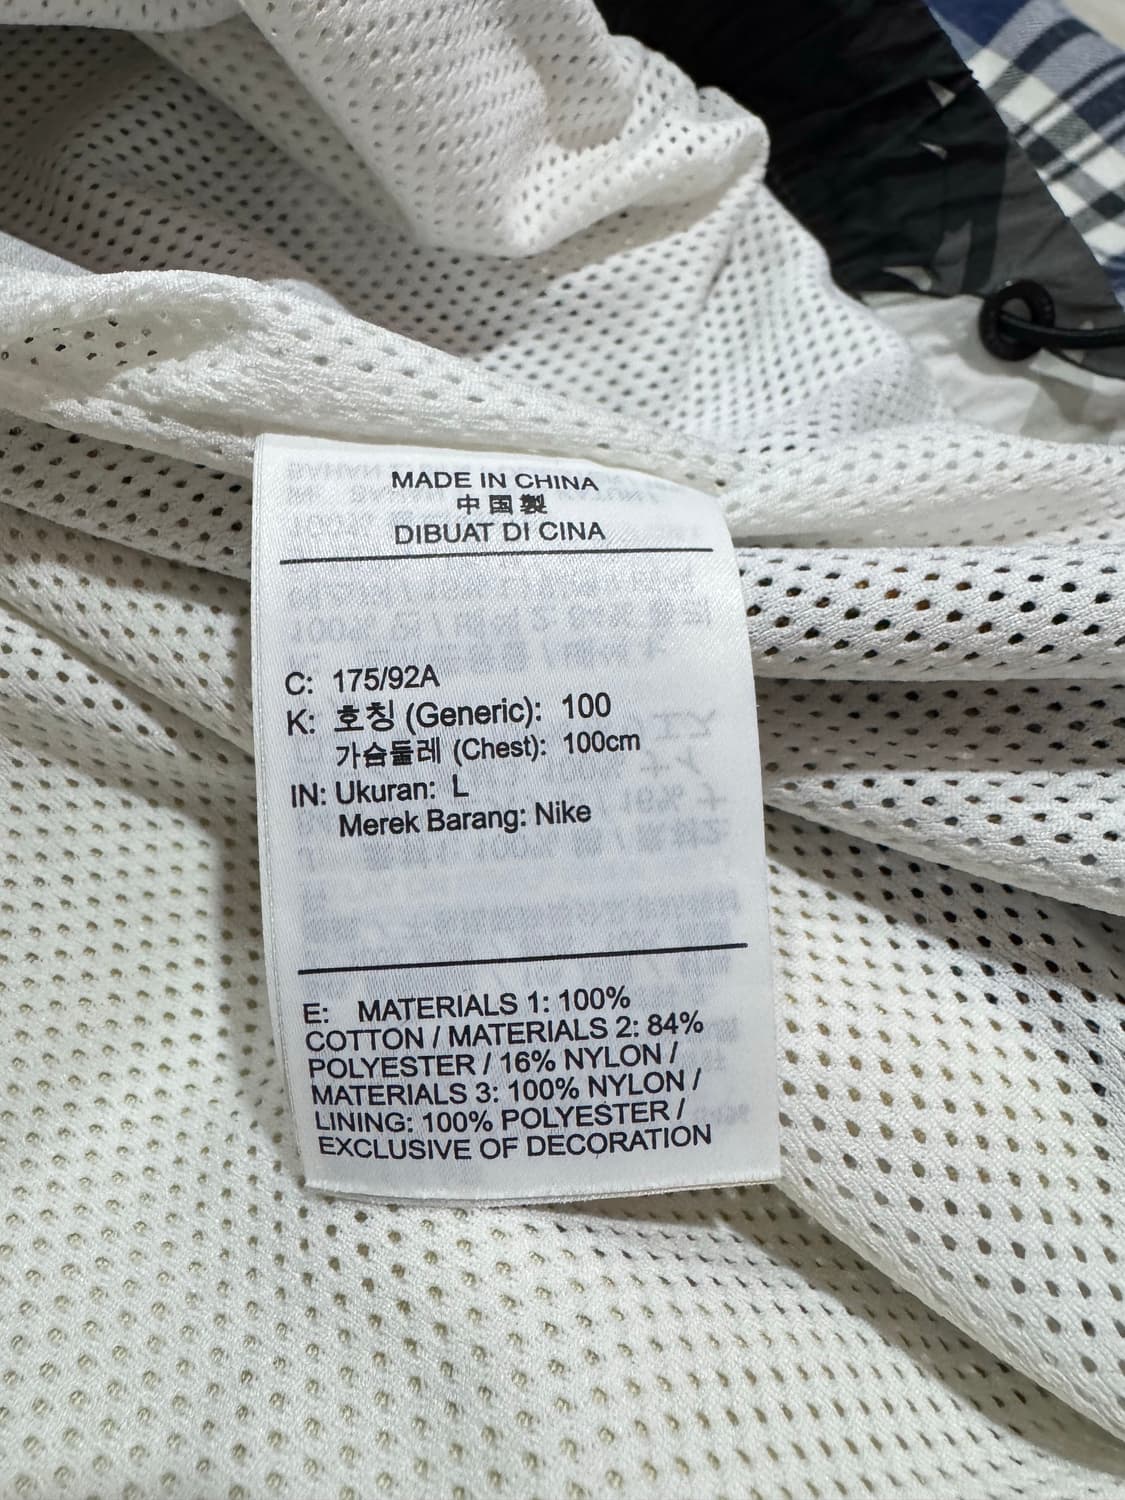 MADE IN CHINA
中国製
DIBUAT DI CINA
C: 175/92A
K: 호칭 (Generic): 100
가슴둘레 (Chest): 100cm
IN: Ukuran: L
Merek Barang: Nike
E: MATERIALS 1: 100%
COTTON / MATERIALS 2: 84%
POLYESTER / 16% NYLON /
MATERIALS 3: 100% NYLON /
LINING: 100% POLYESTER /
EXCLUSIVE OF DECORATION